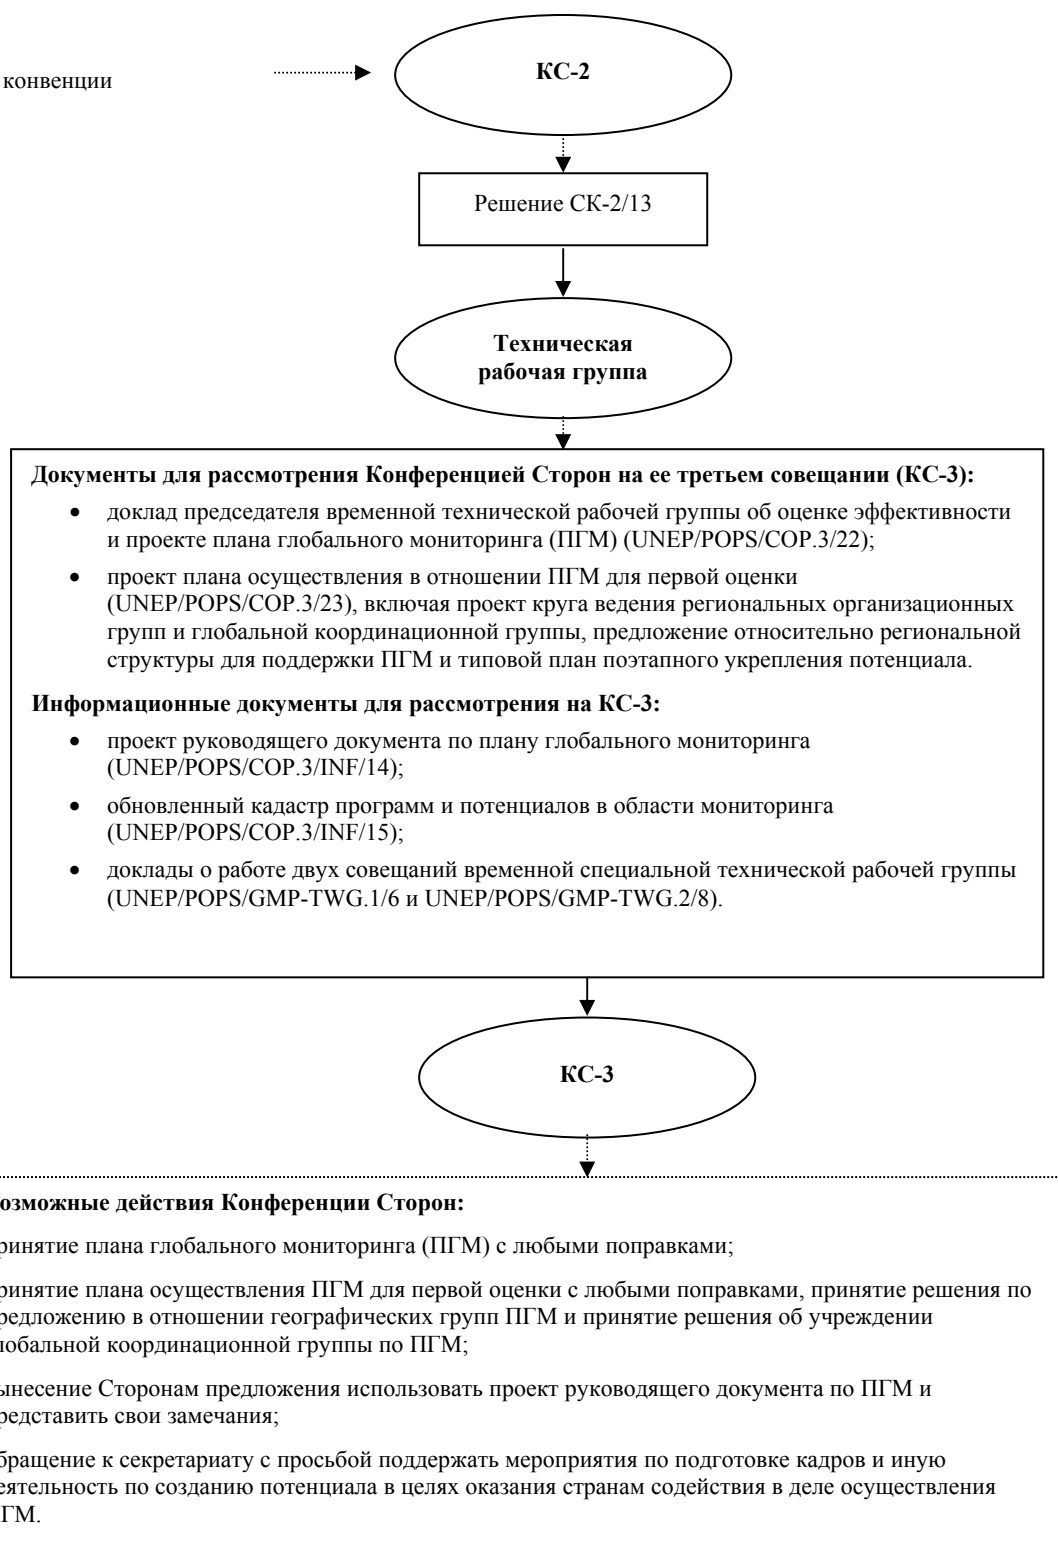 КС-2
конвенции
Решение СК-2/13
Техническая
рабочая группа
Документы для рассмотрения Конференцией Сторон на ее третьем совещании (КС-3):
• доклад председателя временной технической рабочей группы об оценке эффективности
и проекте плана глобального мониторинга (ПГМ) (UNEP/POPS/COP.3/22);
• проект плана осуществления в отношении ПГМ для первой оценки
(UNEP/POPS/COP.3/23), включая проект круга ведения региональных организационных
групп и глобальной координационной группы, предложение относительно региональной
структуры для поддержки ПГМ и типовой план поэтапного укрепления потенциала.
Информационные документы для рассмотрения на КС-3:
• проект руководящего документа по плану глобального мониторинга
(UNEP/POPS/COP.3/INF/14);
• обновленный кадастр программ и потенциалов в области мониторинга
(UNEP/POPS/COP.3/INF/15);
• доклады о работе двух совещаний временной специальной технической рабочей группы
(UNEP/POPS/GMP-TWG.1/6 и UNEP/POPS/GMP-TWG.2/8).
КС-3
озможные действия Конференции Сторон:
ринятие плана глобального мониторинга (ПГМ) с любыми поправками;
ринятие плана осуществления ПГМ для первой оценки с любыми поправками, принятие решения по
редложению в отношении географических групп ПГМ и принятие решения об учреждении
лобальной координационной группы по ПГМ;
ынесение Сторонам предложения использовать проект руководящего документа по ПГМ и
редставить свои замечания;
бращение к секретариату с просьбой поддержать мероприятия по подготовке кадров и иную
еятельность по созданию потенциала в целях оказания странам содействия в деле осуществления
ГМ.